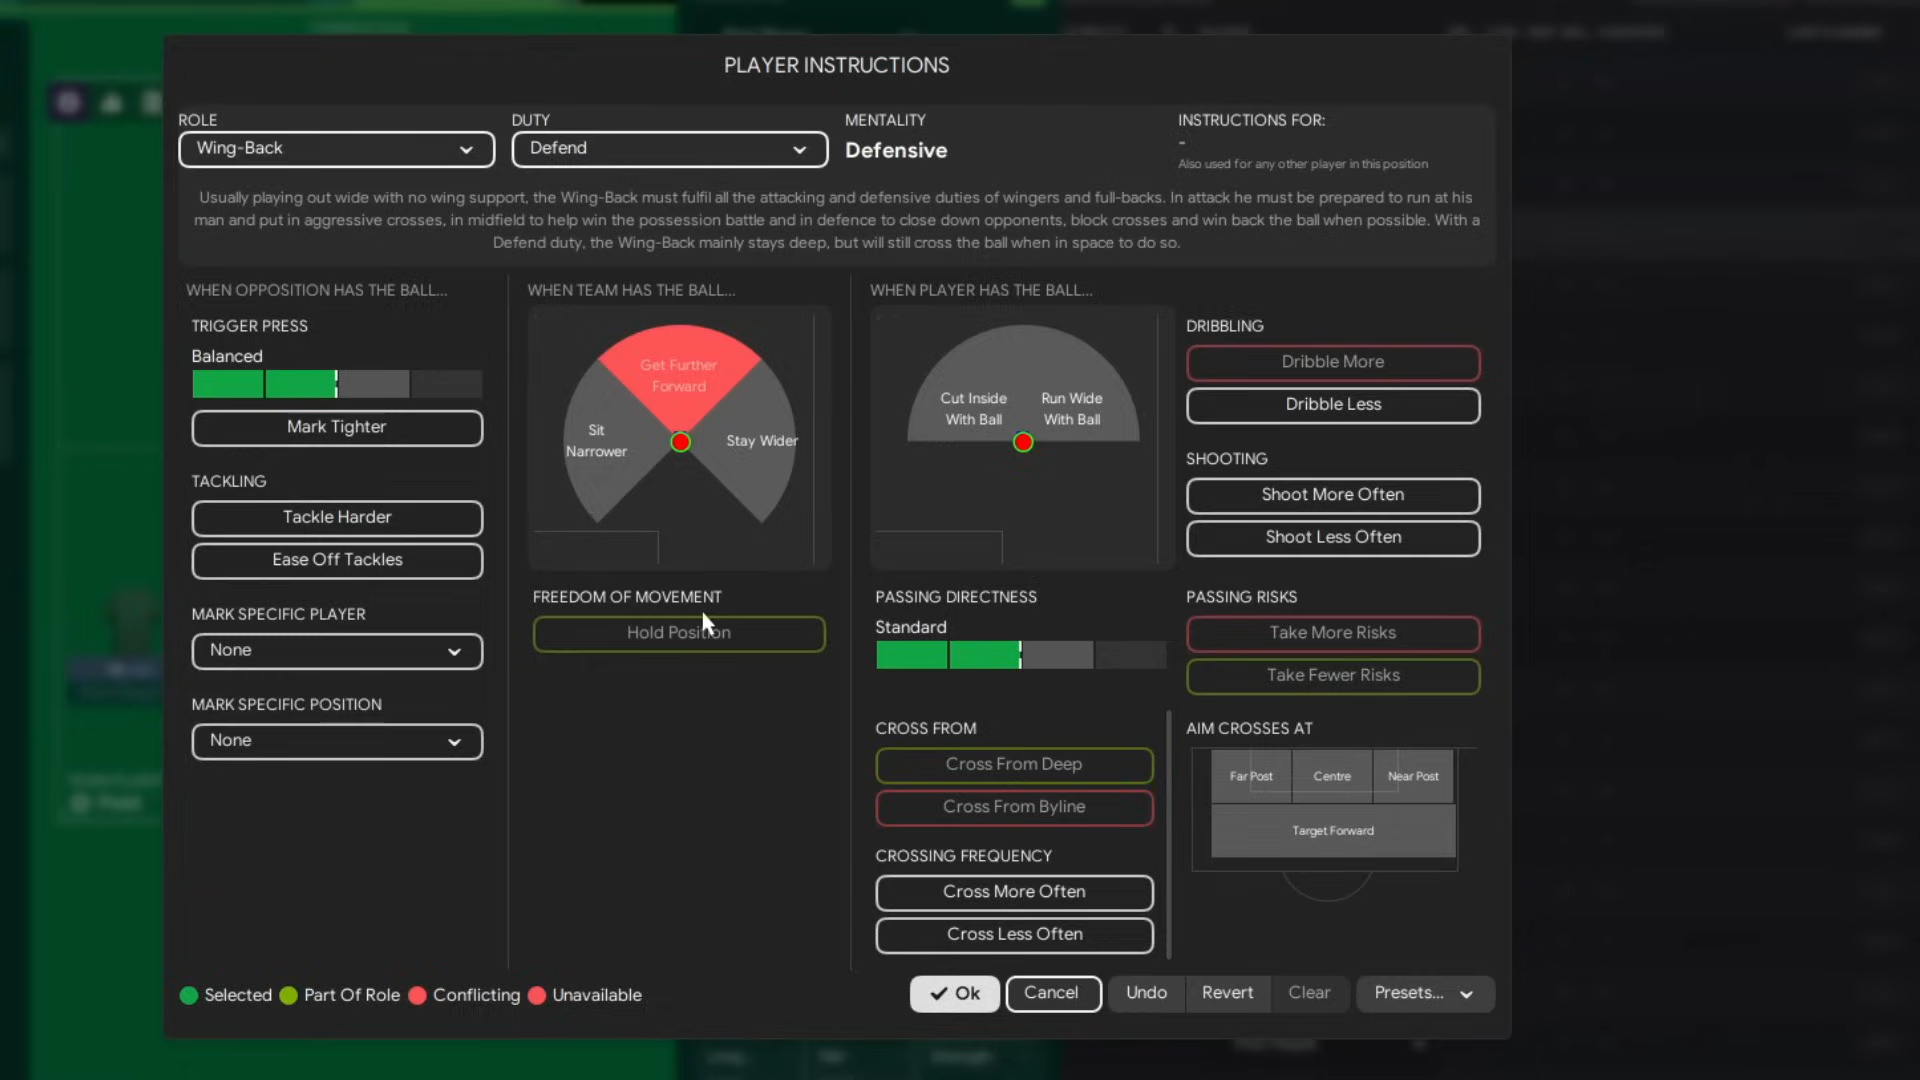 PLAYER INSTRUCTIONS
ROLE
Wing-Back
DUTY
Defend
MENTALITY
Defensive
INSTRUCTIONS FOR:
-
Also used for any other player in this position
Usually playing out wide with no wing support, the Wing-Back must fulfil all the attacking and defensive duties of wingers and full-backs. In attack he must be prepared to run at his
man and put in aggressive crosses, in midfield to help win the possession battle and in defence to close down opponents, block crosses and win back the ball when possible. With a
Defend duty, the Wing-Back mainly stays deep, but will still cross the ball when in space to do so.
WHEN OPPOSITION HAS THE BALL...
TRIGGER PRESS
Balanced
Mark Tighter
TACKLING
Tackle Harder
Ease Off Tackles
MARK SPECIFIC PLAYER
None
MARK SPECIFIC POSITION
None
WHEN TEAM HAS THE BALL...
Get Further
Forward
Sit
Narrower
Stay Wider
FREEDOM OF MOVEMENT
Hold Position
WHEN PLAYER HAS THE BALL...
Cut Inside
With Ball
Run Wide
With Ball
DRIBBLING
Dribble More
Dribble Less
SHOOTING
Shoot More Often
Shoot Less Often
PASSING DIRECTNESS
Standard
PASSING RISKS
Take More Risks
Take Fewer Risks
CROSS FROM
Cross From Deep
Cross From Byline
CROSSING FREQUENCY
Cross More Often
Cross Less Often
AIM CROSSES AT
Far Post
Centre
Near Post
Target Forward
Selected
Part Of Role
Conflicting
Unavailable
Ok
Cancel
Undo
Revert
Clear
Presets...